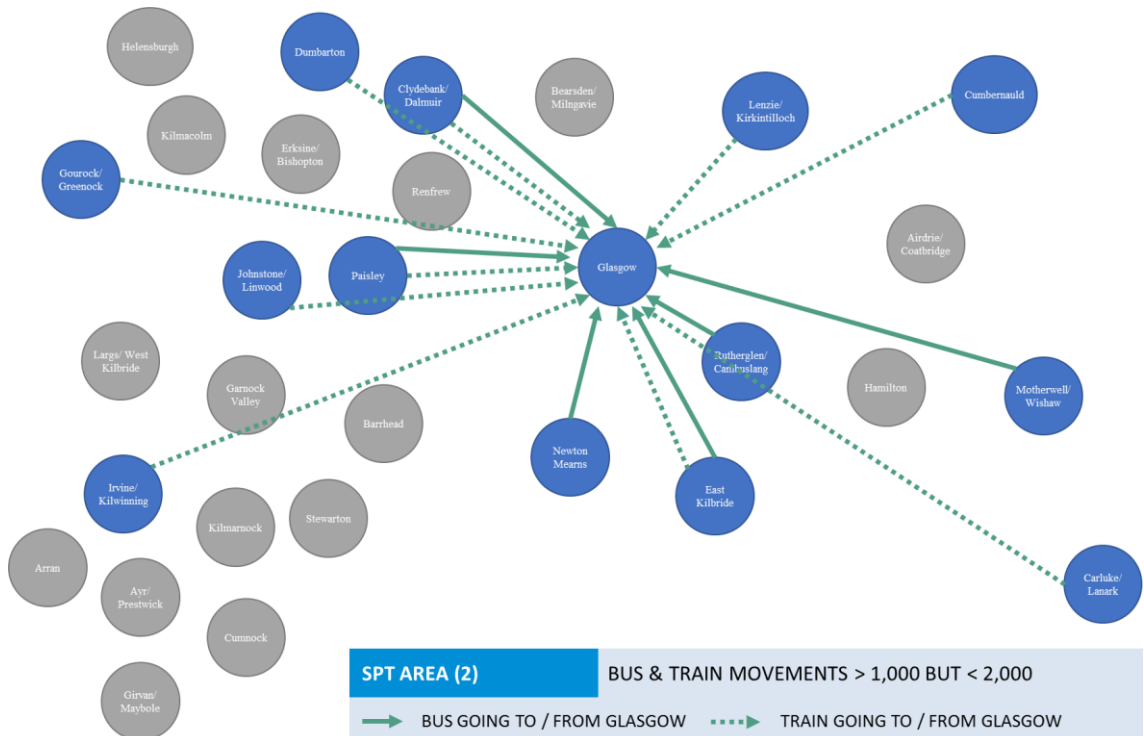 Helensburgh
Dumbarton
Clydebank/
Dalmuir
Bearsden/
Milngavie
Lenzie/
Kirkintilloch
Cumbernauld
Kilmacolm
Erksine/
Bishopton
Gourock/
Greenock
Renfrew
Airdrie/
Coatbridge
Johnstone/
Linwood
Paisley
Glasgow
Largs/ West
Kilbride
Garnock
Valley
Barrhead
Rutherglen/
Cambuslang
Hamilton
Motherwell/
Wishaw
Newton
Mearns
East
Kilbride
Irvine/
Kilwinning
Kilmarnock
Stewarton
Arran
Ayr/
Prestwick
Cumnock
Carluke/
Lanark
Girvan/
Maybole
SPT AREA (2)
BUS & TRAIN MOVEMENTS > 1,000 BUT < 2,000
BUS GOING TO / FROM GLASGOW
TRAIN GOING TO / FROM GLASGOW